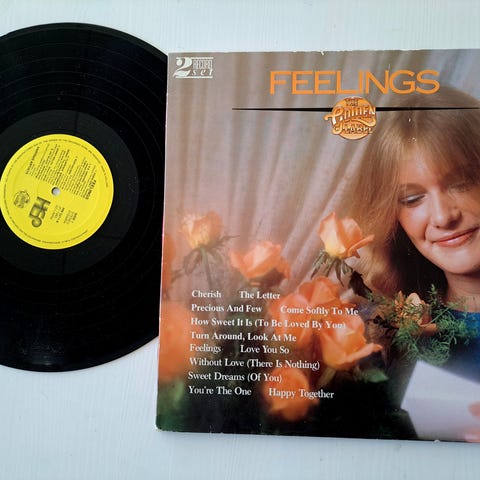 2 RECORD
set
FEELINGS
THE
Golden
LABEL
Cherish The Letter
Precious And Few Come Softly To Me
How Sweet It Is (To Be Loved By You)
Turn Around, Look At Me
Feelings Love You So
Without Love (There Is Nothing)
Sweet Dreams (Of You)
You're The One Happy Together